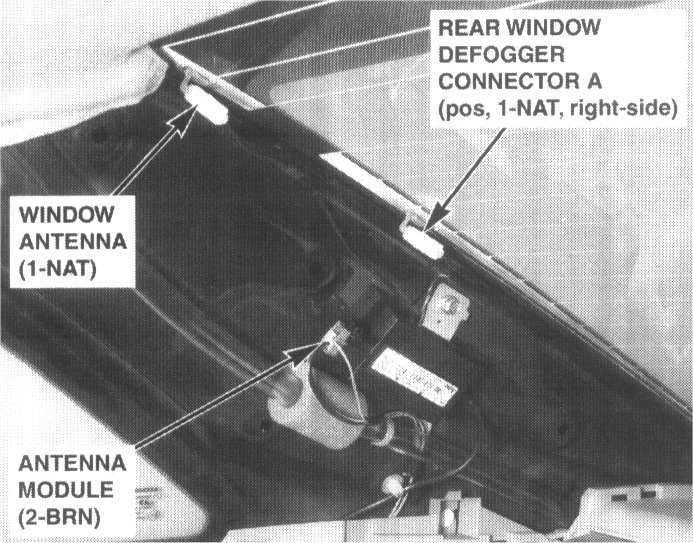 REAR WINDOW
DEFOGGER
CONNECTOR A
(pos, 1-NAT, right-side)
WINDOW
ANTENNA
(1-NAT)
ANTENNA
MODULE
(2-BRN)